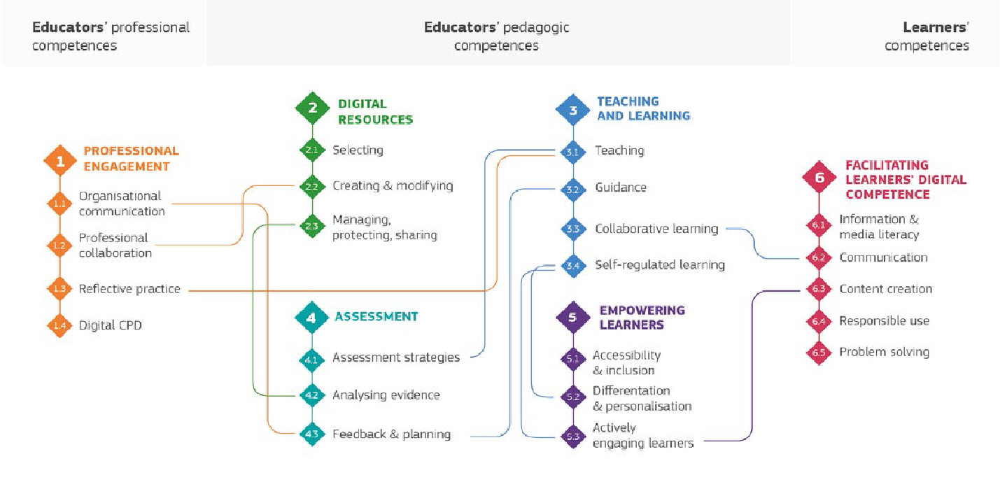 Educators' professional
competences
Educators' pedagogic
competences
Learners'
competences
1
PROFESSIONAL
ENGAGEMENT
1.1
Organisational
communication
1.2
Professional
collaboration
1.3
Reflective practice
1.4
Digital CPD
2
DIGITAL
RESOURCES
2.1
Selecting
2.2
Creating & modifying
2.3
Managing,
protecting, sharing
4
ASSESSMENT
4.1
Assessment strategies
4.2
Analysing evidence
4.3
Feedback & planning
3
TEACHING
AND LEARNING
3.1
Teaching
3.2
Guidance
3.3
Collaborative learning
3.4
Self-regulated learning
5
EMPOWERING
LEARNERS
5.1
Accessibility
& inclusion
5.2
Differentation
& personalisation
5.3
Actively
engaging learners
6
FACILITATING
LEARNERS' DIGITAL
COMPETENCE
6.1
Information &
media literacy
6.2
Communication
6.3
Content creation
6.4
Responsible use
6.5
Problem solving